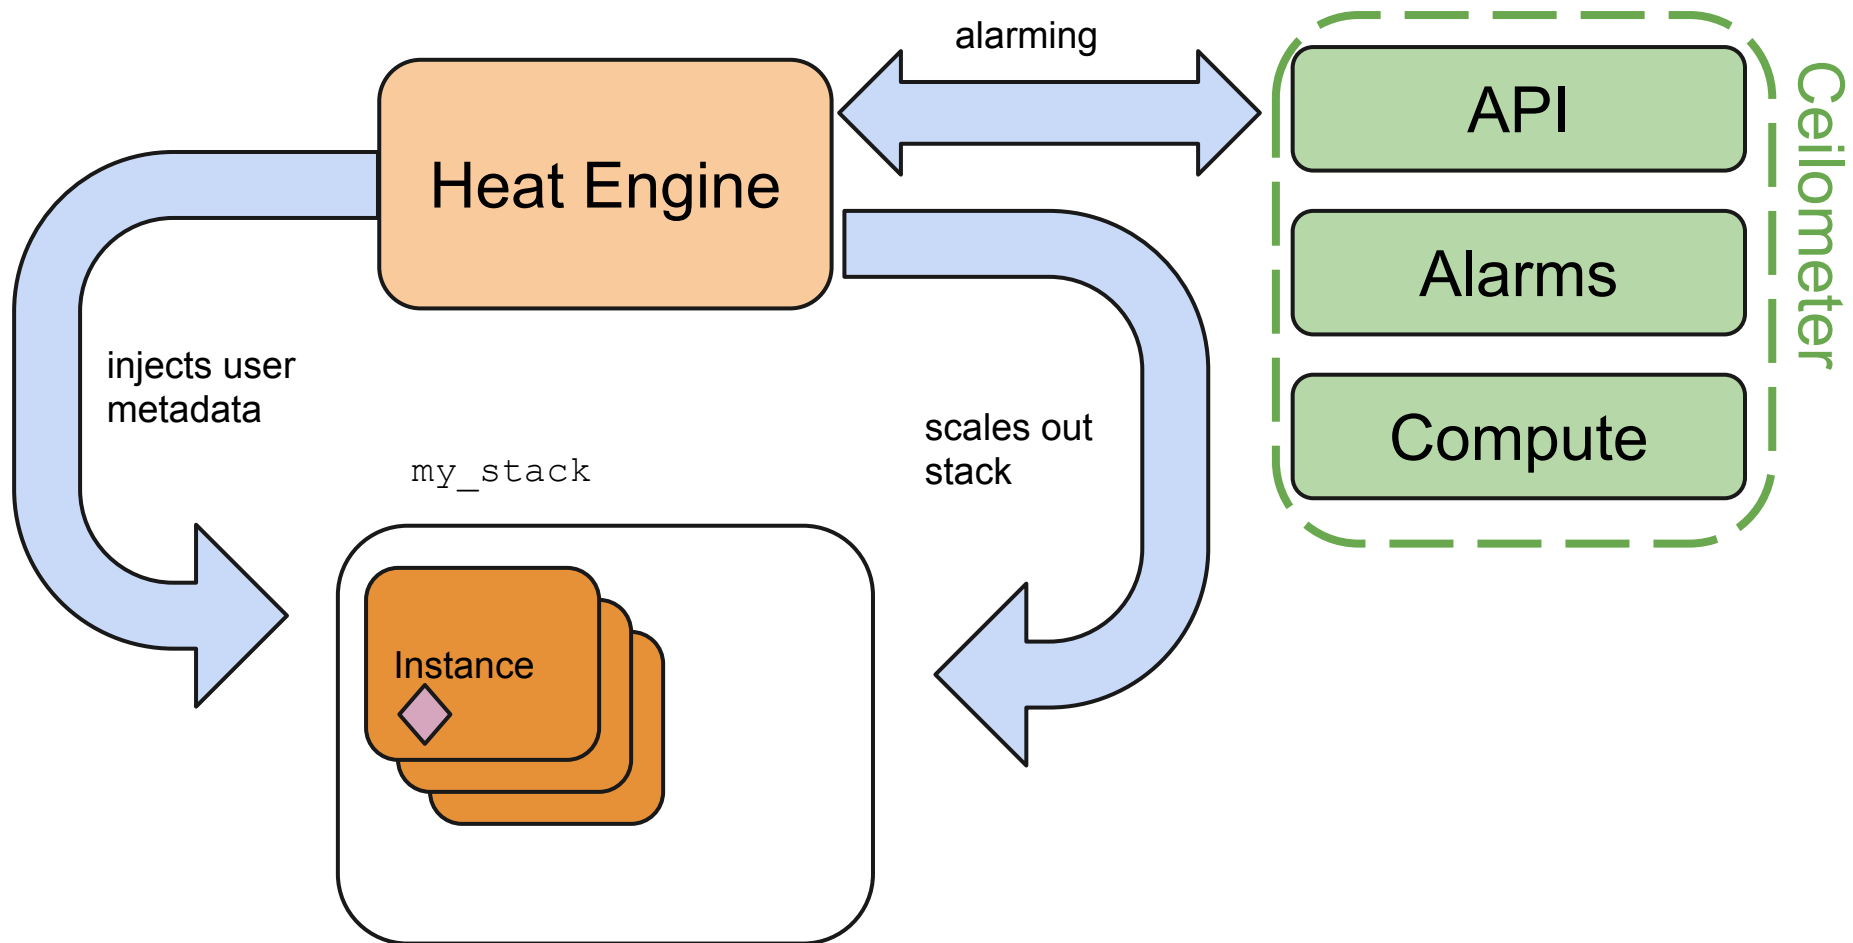 alarming
API
Heat Engine
Alarms
Ceilometer
injects user
metadata
scales out
stack
Compute
my_stack
Instance